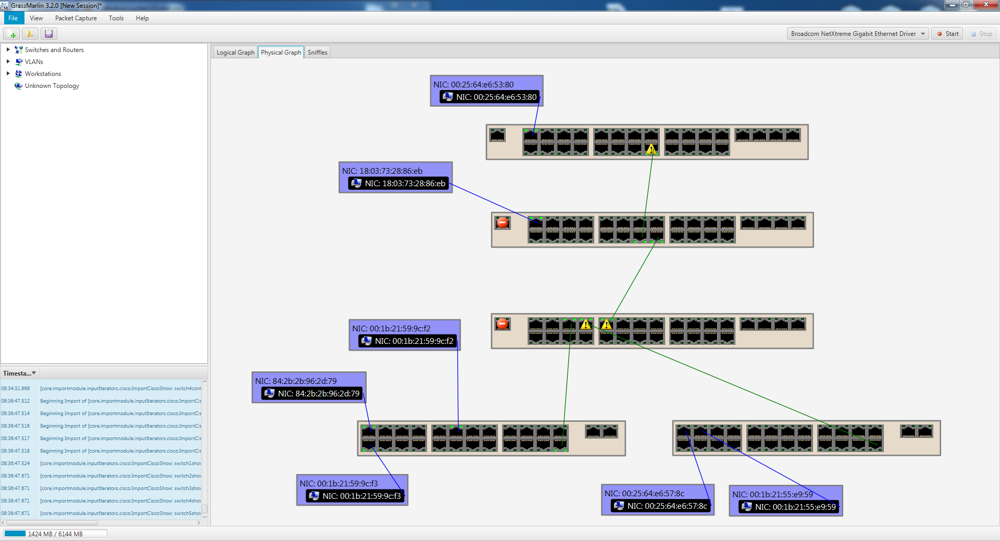 GM GrassMarlin 3.2.0 [New Session]*
File View Packet Capture Tools Help
Broadcom NetXtreme Gigabit Ethernet Driver Start Stop
Switches and Routers
VLANs
Workstations
Unknown Topology
Logical Graph Physical Graph Sniffles
NIC: 00:25:64:e6:53:80
NIC: 00:25:64:e6:53:80
NIC: 18:03:73:28:86:eb
NIC: 18:03:73:28:86:eb
NIC: 00:1b:21:59:9c:f2
NIC: 00:1b:21:59:9c:f2
NIC: 84:2b:2b:96:2d:79
NIC: 84:2b:2b:96:2d:79
NIC: 00:1b:21:59:9c:f3
NIC: 00:1b:21:59:9c:f3
NIC: 00:25:64:e6:57:8c
NIC: 00:25:64:e6:57:8c
NIC: 00:1b:21:55:e9:59
NIC: 00:1b:21:55:e9:59
Timesta...
08:34:31.868 [core.importmodule.inputIterators.cisco.ImportCiscoShow: switch4conf
08:36:47.512 Beginning Import of [core.importmodule.inputIterators.cisco.ImportCis
08:36:47.514 Beginning Import of [core.importmodule.inputIterators.cisco.ImportCis
08:36:47.516 Beginning Import of [core.importmodule.inputIterators.cisco.ImportCis
08:36:47.517 Beginning Import of [core.importmodule.inputIterators.cisco.ImportCis
08:36:47.518 Beginning Import of [core.importmodule.inputIterators.cisco.ImportCis
08:36:47.524 [core.importmodule.inputIterators.cisco.ImportCiscoShow: switch1shov
08:36:47.671 [core.importmodule.inputIterators.cisco.ImportCiscoShow: switch2shov
08:36:47.671 [core.importmodule.inputIterators.cisco.ImportCiscoShow: switch3shov
08:36:47.671 [core.importmodule.inputIterators.cisco.ImportCiscoShow: switch4shov
08:36:47.671 [core.importmodule.inputIterators.cisco.ImportCiscoShow: switch5shov
1424 MB / 6144 MB